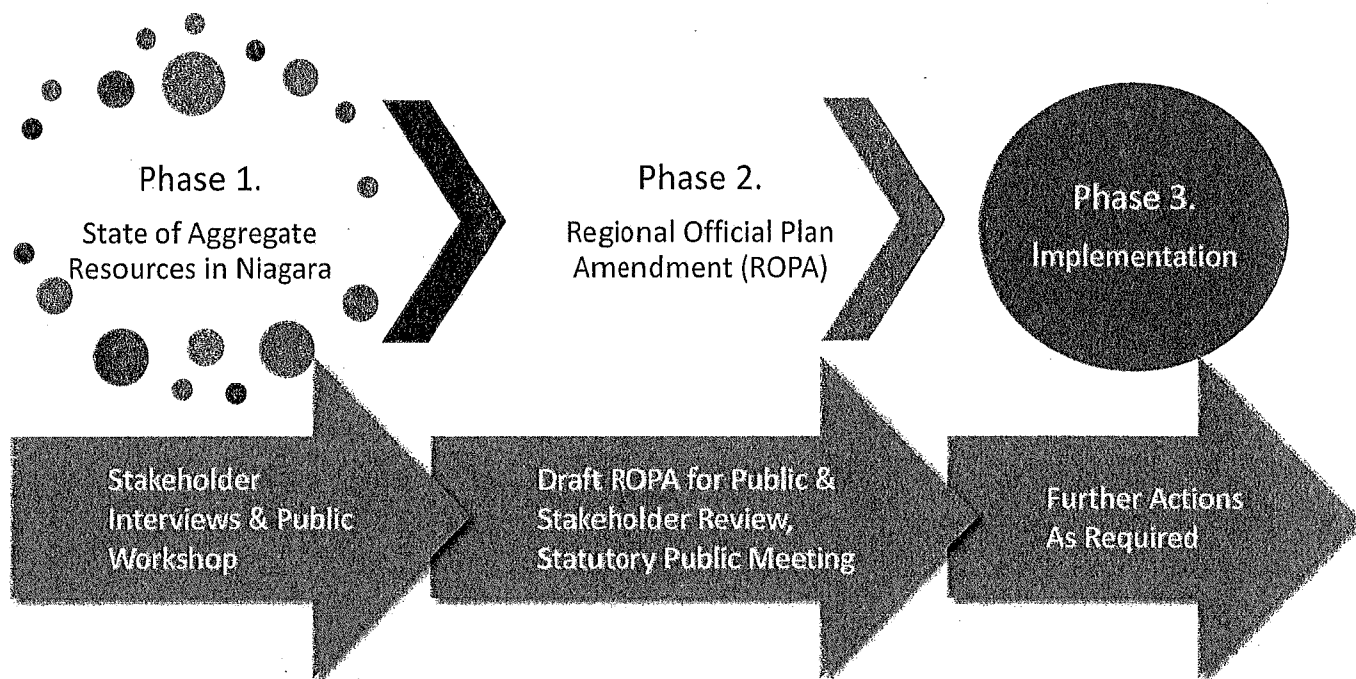 Phase 1.
State of Aggregate
Resources in Niagara
Phase 2.
Regional Official Plan
Amendment (ROPA)
Phase 3.
Implementation
Stakeholder
Interviews & Public
Workshop
Draft ROPA for Public &
Stakeholder Review,
Statutory Public Meeting
Further Actions
As Required